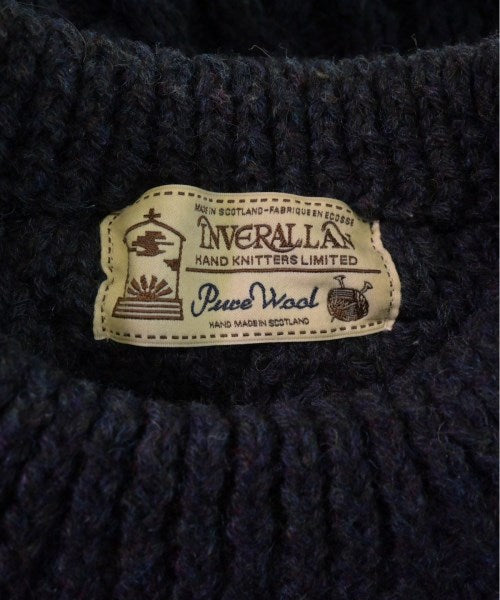 MADE IN SCOTLAND-FABRIQUE EN ECOSSE
INVERALLAN
HAND KNITTERS LIMITED
Pure Wool
HAND MADE IN SCOTLAND